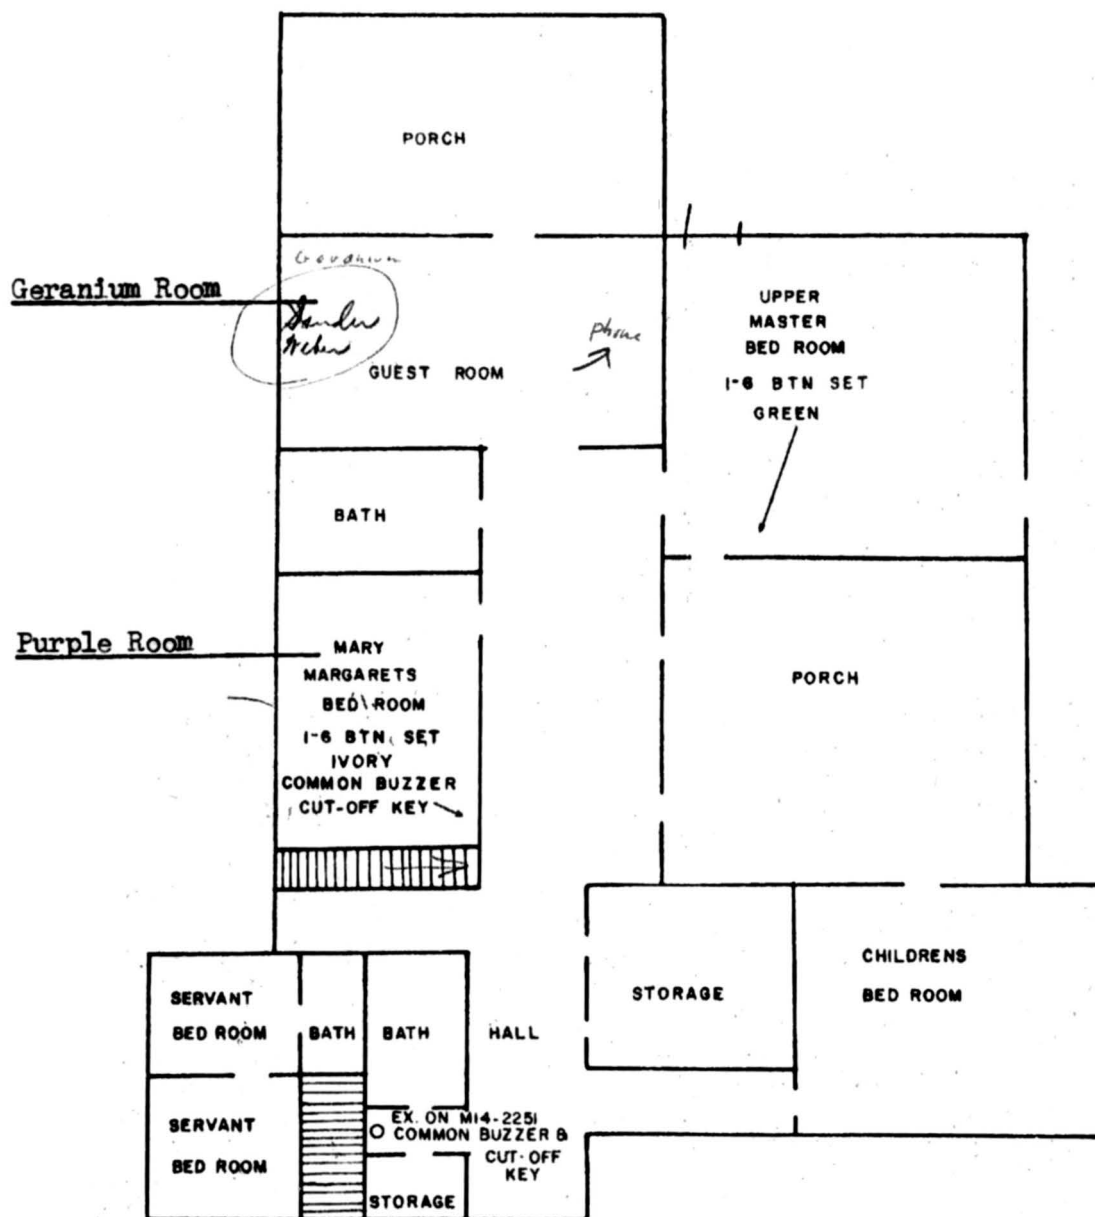 PORCH
Geranium Room
phone
GUEST ROOM
UPPER
MASTER
BED ROOM
1-6 BTN SET
GREEN
BATH
Purple Room
MARY
MARGARETS
BED ROOM
1-6 BTN SET
IVORY
COMMON BUZZER
CUT-OFF KEY
PORCH
SERVANT
BED ROOM
BATH
BATH
HALL
STORAGE
CHILDRENS
BED ROOM
SERVANT
BED ROOM
EX. ON M14-2251
COMMON BUZZER &
CUT-OFF
KEY
STORAGE